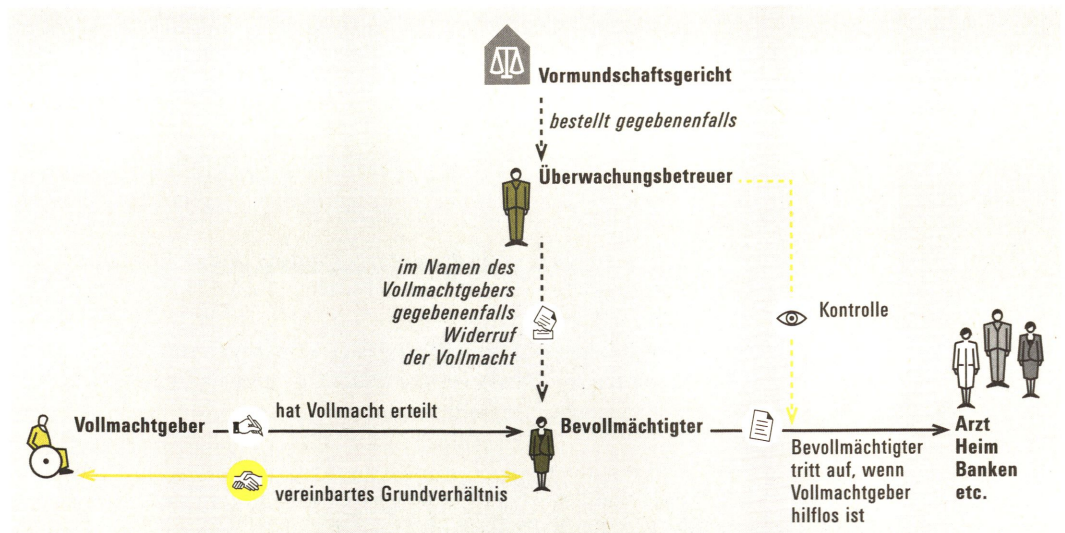 Vormundschaftsgericht
bestellt gegebenenfalls
Überwachungsbetreuer
im Namen des
Vollmachtgebers
gegebenenfalls
Widerruf
der Vollmacht
Kontrolle
Vollmachtgeber
hat Vollmacht erteilt
vereinbartes Grundverhältnis
Bevollmächtigter
Bevollmächtigter
tritt auf, wenn
Vollmachtgeber
hilflos ist
Arzt
Heim
Banken
etc.